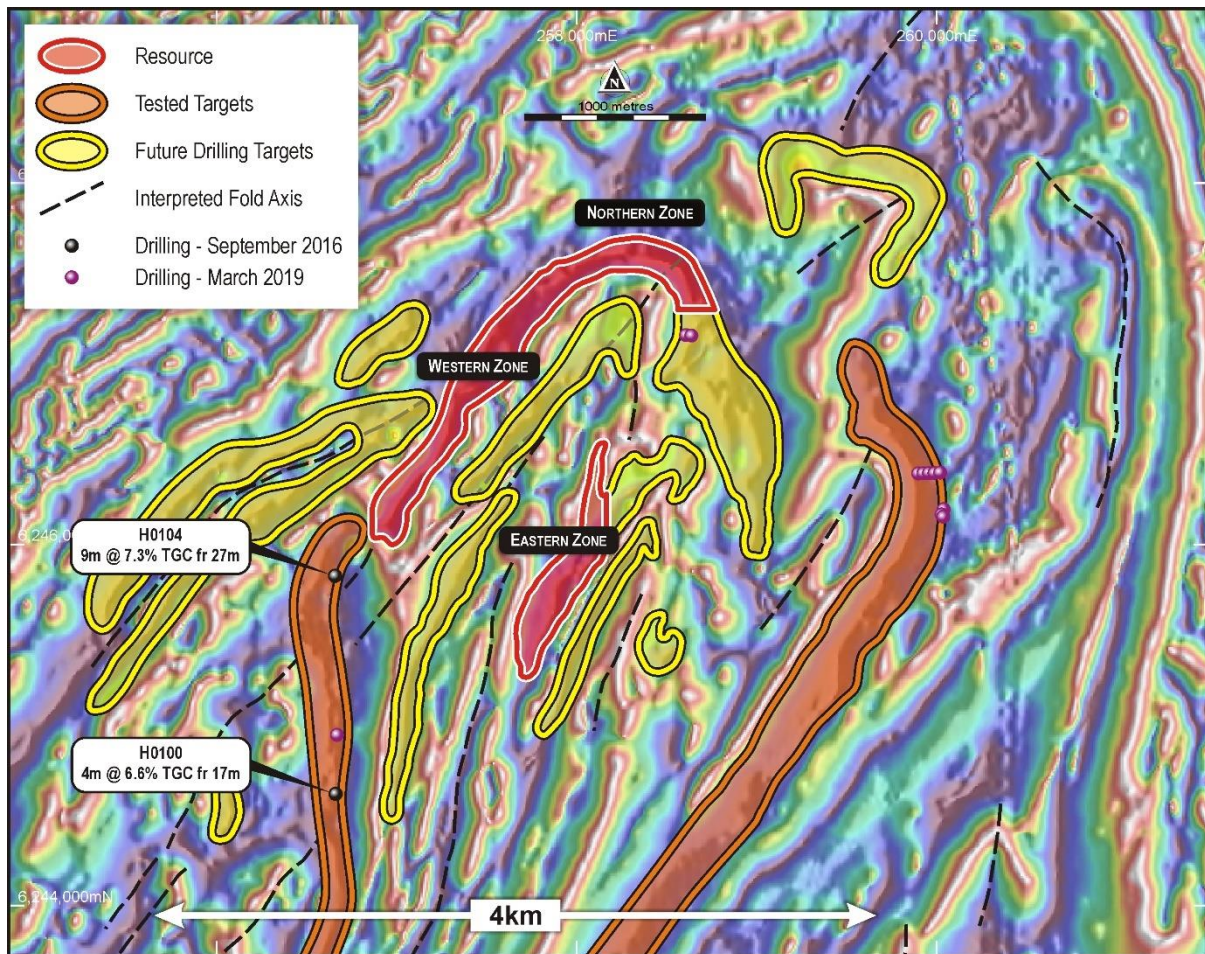 258,000mE
260,000mE
Resource
Tested Targets
Future Drilling Targets
Interpreted Fold Axis
Drilling - September 2016
Drilling - March 2019
N
1000 metres
NORTHERN ZONE
WESTERN ZONE
EASTERN ZONE
H0104
9m @ 7.3% TGC fr 27m
H0100
4m @ 6.6% TGC fr 17m
6,244,000mN
4km